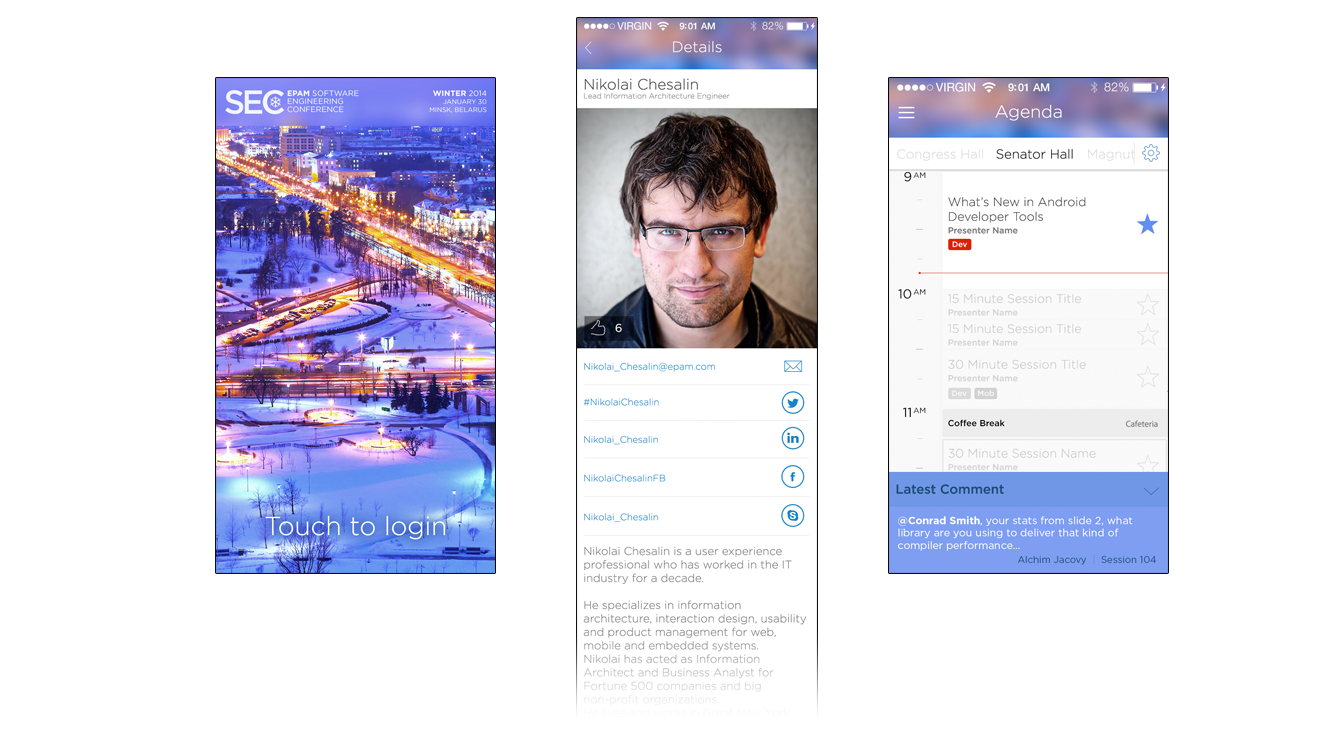 SEC
EPAM SOFTWARE
ENGINEERING
CONFERENCE
WINTER 2014
JANUARY 30
MINSK, BELARUS
Touch to login
VIRGIN 9:01 AM 82%
Details
Nikolai Chesalin
Lead Information Architecture Engineer
6
Nikolai_Chesalin@epam.com
#NikolaiChesalin
Nikolai_Chesalin
in
NikolaiChesalinFB
f
Nikolai_Chesalin
S
Nikolai Chesalin is a user experience
professional who has worked in the IT
industry for a decade.
He specializes in information
architecture, interaction design, usability
and product management for web,
mobile and embedded systems.
Nikolai has acted as Information
Architect and Business Analyst for
Fortune 500 companies and big
non-profit organizations.
VIRGIN 9:01 AM 82%
Agenda
Congress Hall Senator Hall Magnut
9 AM
What's New in Android
Developer Tools
Presenter Name
Dev
10 AM
15 Minute Session Title
Presenter Name
15 Minute Session Title
Presenter Name
30 Minute Session Title
Presenter Name
Dev Mob
11 AM
Coffee Break Cafeteria
30 Minute Session Name
Presenter Name
Latest Comment
@Conrad Smith, your stats from slide 2, what
library are you using to deliver that kind of
compiler performance...
Alchim Jacovy | Session 104